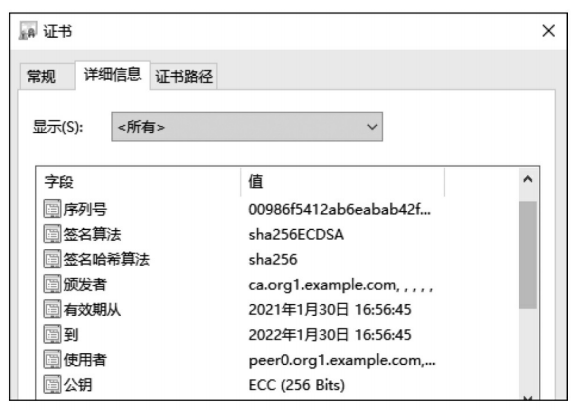 证书
常规 详细信息 证书路径
显示(S): <所有>
字段 值
序列号 00986f5412ab6eabab42f...
签名算法 sha256ECDSA
签名哈希算法 sha256
颁发者 ca.org1.example.com, , , , ,
有效期从 2021年1月30日 16:56:45
到 2022年1月30日 16:56:45
使用者 peer0.org1.example.com,...
公钥 ECC (256 Bits)